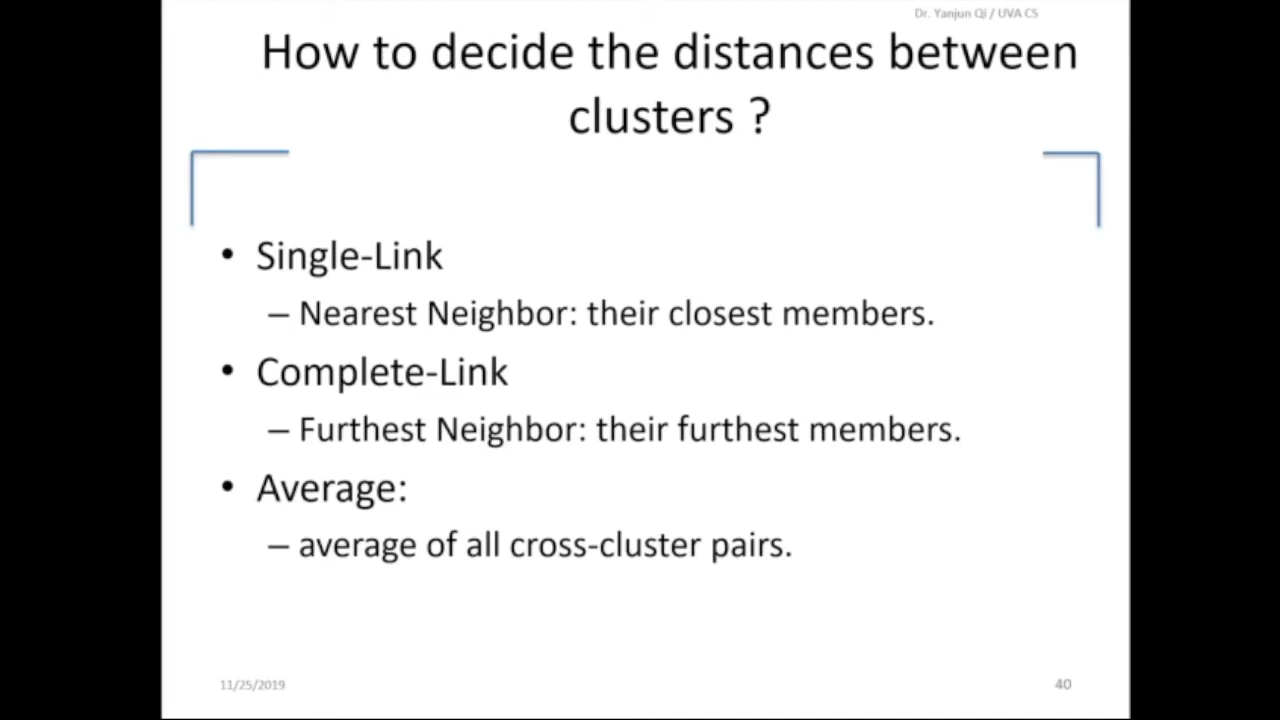 Dr. Yanjun Qi / UVA CS
How to decide the distances between
clusters ?
• Single-Link
– Nearest Neighbor: their closest members.
• Complete-Link
– Furthest Neighbor: their furthest members.
• Average:
– average of all cross-cluster pairs.
11/25/2019
40